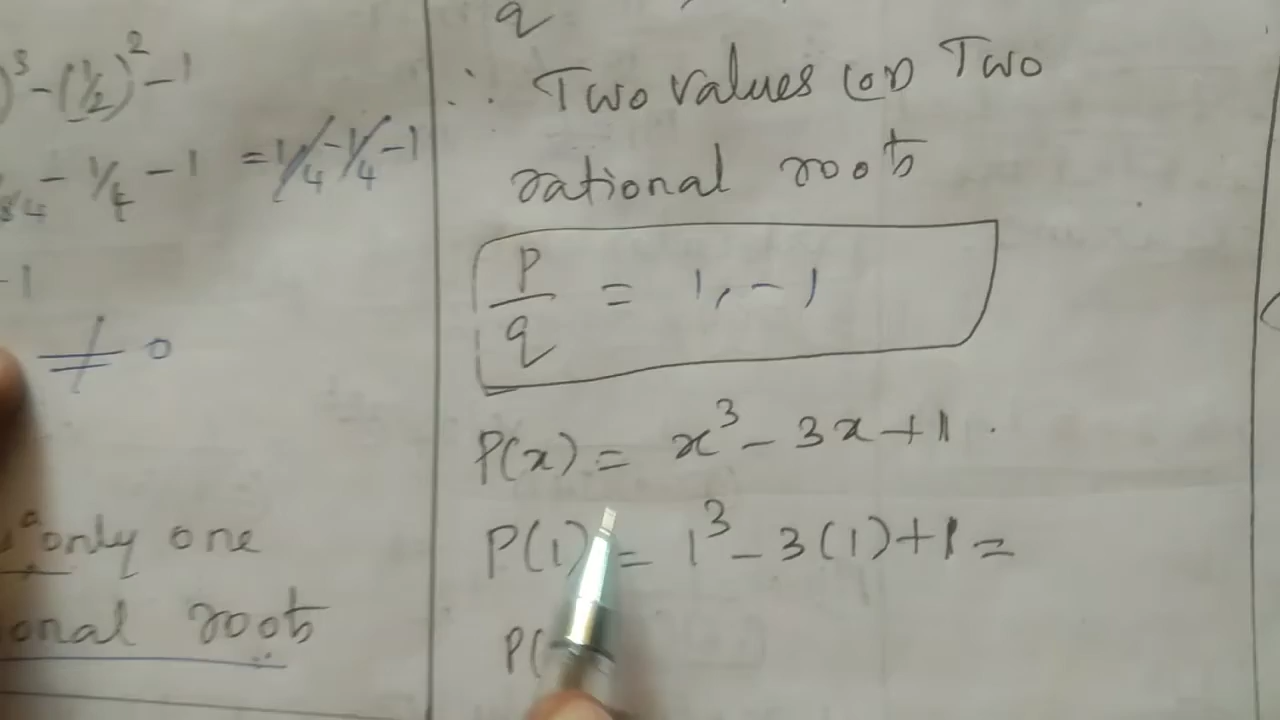 )³-(½)²-1
- ¼ - 1 = ¼ - ¼ - 1
-1
≠ 0
only one
onal roots
q
∴ Two values (or) Two
rational roots
p/q = 1, -1
P(x) = x³ - 3x + 1.
P(1) = 1³ - 3(1) + 1 =
P(-